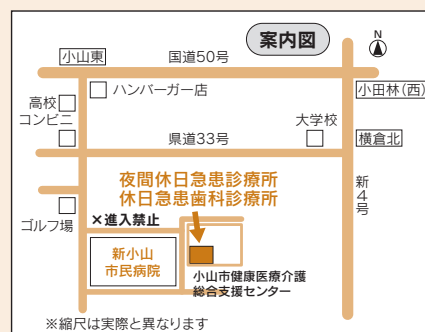 案内図
N
小山東
国道50号
ハンバーガー店
小田林(西)
高校
コンビニ
大学校
県道33号
横倉北
夜間休日急患診療所
休日急患歯科診療所
新4号
ゴルフ場
×進入禁止
新小山
市民病院
小山市健康医療介護
総合支援センター
※縮尺は実際と異なります